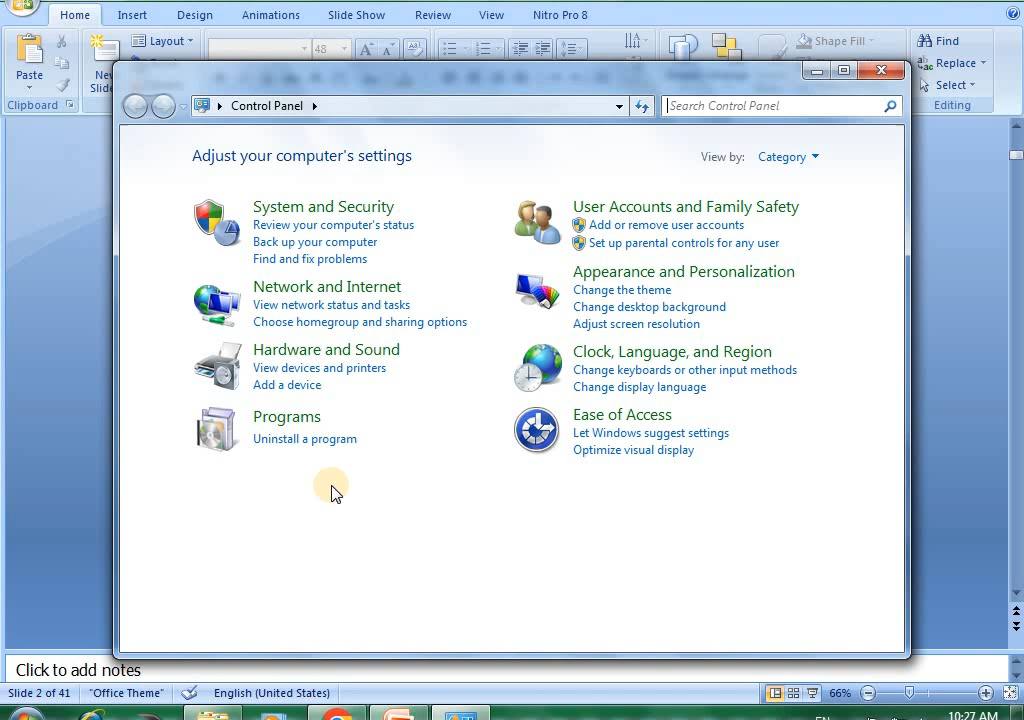 Home Insert Design Animations Slide Show Review View Nitro Pro 8
Layout
48
Shape Fill
Find
Paste
New
Slide
Replace
Select
Clipboard
Editing
Control Panel
Search Control Panel
Adjust your computer's settings
View by: Category
System and Security
Review your computer's status
Back up your computer
Find and fix problems
Network and Internet
View network status and tasks
Choose homegroup and sharing options
Hardware and Sound
View devices and printers
Add a device
Programs
Uninstall a program
User Accounts and Family Safety
Add or remove user accounts
Set up parental controls for any user
Appearance and Personalization
Change the theme
Change desktop background
Adjust screen resolution
Clock, Language, and Region
Change keyboards or other input methods
Change display language
Ease of Access
Let Windows suggest settings
Optimize visual display
Click to add notes
Slide 2 of 41 "Office Theme" English (United States) 66%
EN 10:27 AM